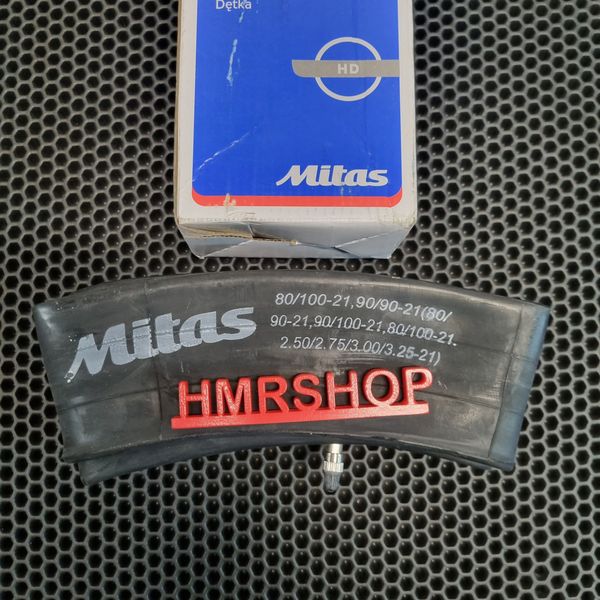 Dętka
HD
Mitas
Mitas
80/100-21,90/90-21(80/
90-21,90/100-21,80/100-21.
2.50/2.75/3.00/3.25-21)
HMRSHOP